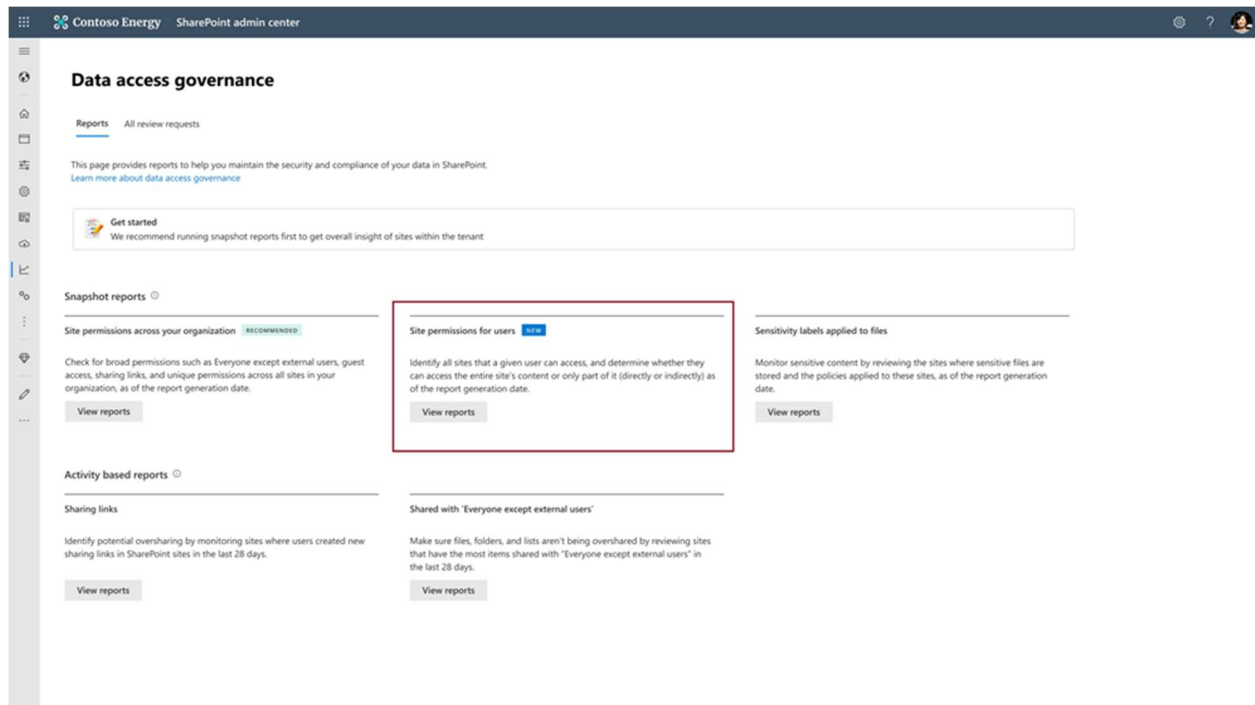 Contoso Energy SharePoint admin center
?
Data access governance
Reports All review requests
This page provides reports to help you maintain the security and compliance of your data in SharePoint.
Learn more about data access governance
Get started
We recommend running snapshot reports first to get overall insight of sites within the tenant
Snapshot reports
Site permissions across your organization RECOMMENDED
Check for broad permissions such as Everyone except external users, guest
access, sharing links, and unique permissions across all sites in your
organization, as of the report generation date.
View reports
Site permissions for users NEW
Identify all sites that a given user can access, and determine whether they
can access the entire site's content or only part of it (directly or indirectly) as
of the report generation date.
View reports
Sensitivity labels applied to files
Monitor sensitive content by reviewing the sites where sensitive files are
stored and the policies applied to these sites, as of the report generation
date.
View reports
Activity based reports
Sharing links
Identify potential oversharing by monitoring sites where users created new
sharing links in SharePoint sites in the last 28 days.
View reports
Shared with 'Everyone except external users'
Make sure files, folders, and lists aren't being overshared by reviewing sites
that have the most items shared with "Everyone except external users" in
the last 28 days.
View reports